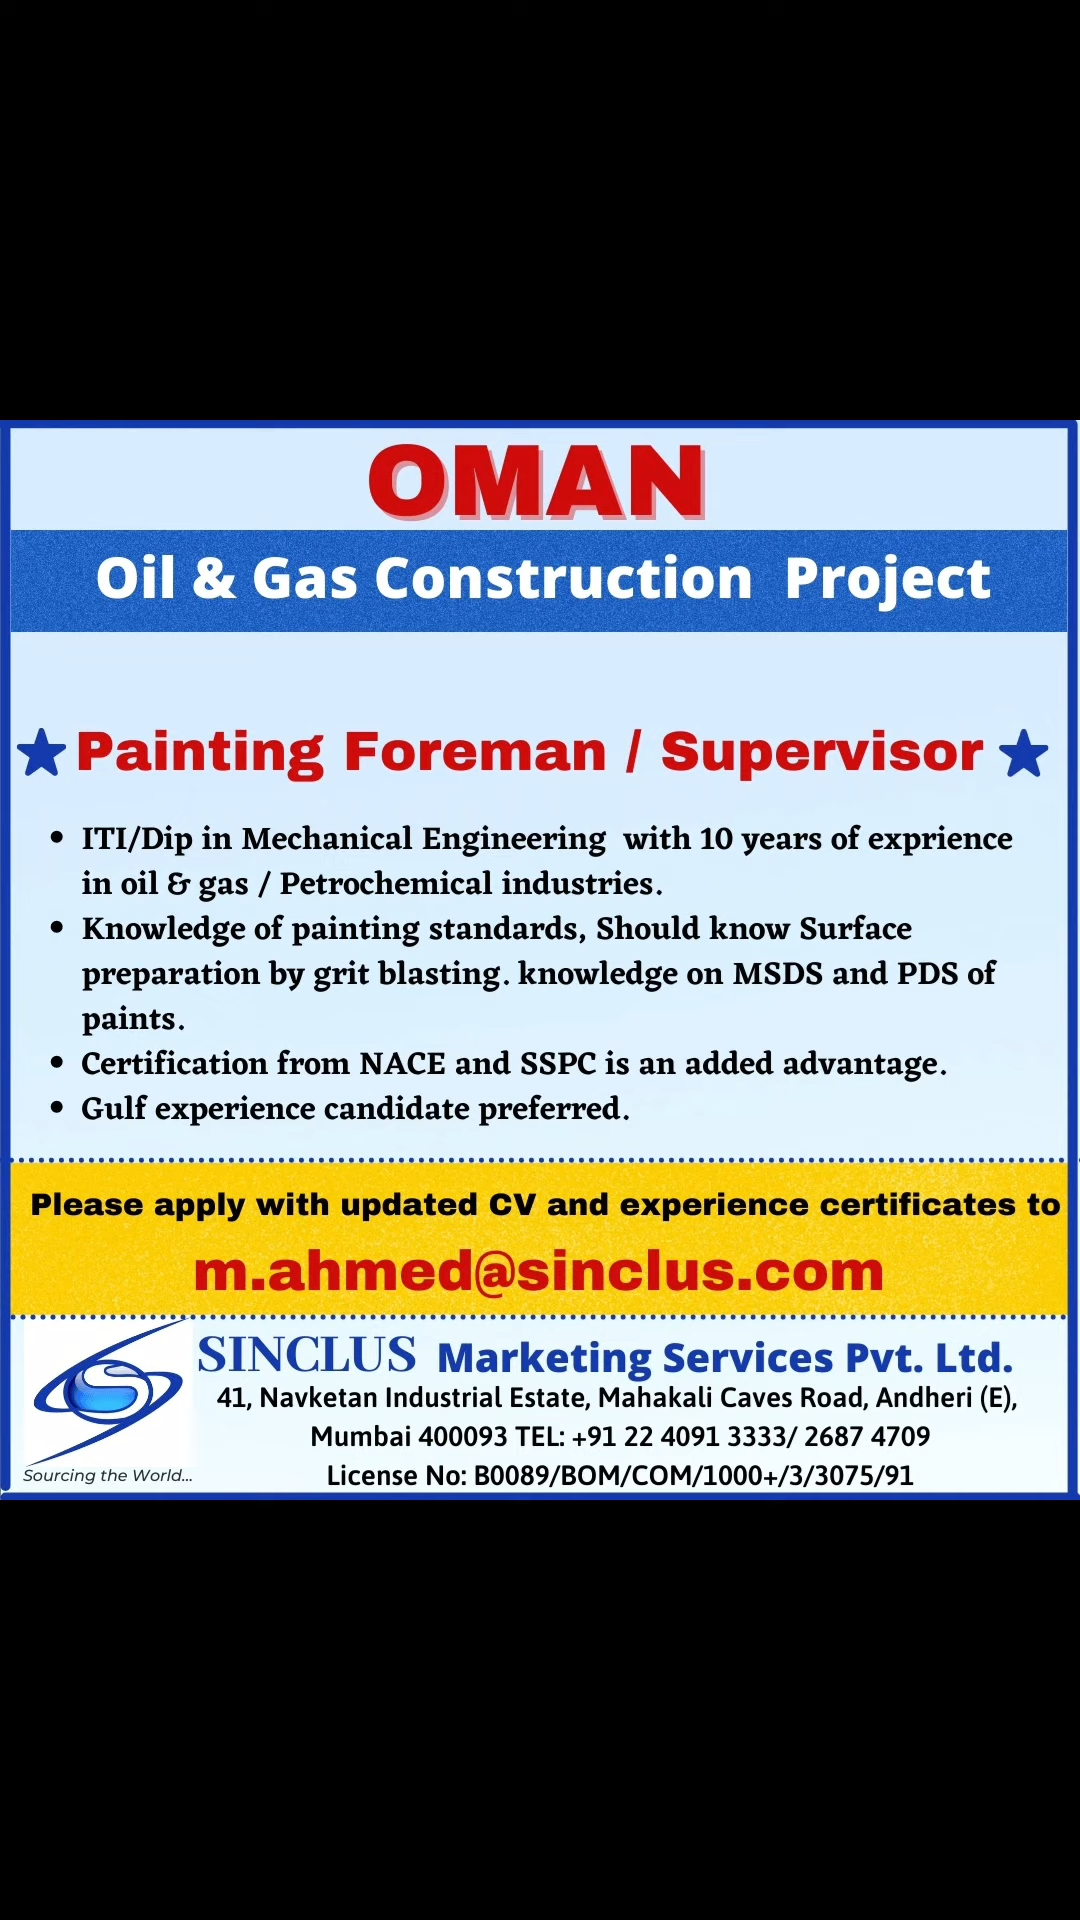 OMAN
Oil & Gas Construction Project
Painting Foreman / Supervisor
• ITI/Dip in Mechanical Engineering with 10 years of exprience
in oil & gas / Petrochemical industries.
• Knowledge of painting standards, Should know Surface
preparation by grit blasting. knowledge on MSDS and PDS of
paints.
• Certification from NACE and SSPC is an added advantage.
• Gulf experience candidate preferred.
Please apply with updated CV and experience certificates to
m.ahmed@sinclus.com
SINCLUS Marketing Services Pvt. Ltd.
41, Navketan Industrial Estate, Mahakali Caves Road, Andheri (E),
Mumbai 400093 TEL: +91 22 4091 3333/ 2687 4709
License No: B0089/BOM/COM/1000+/3/3075/91
Sourcing the World...